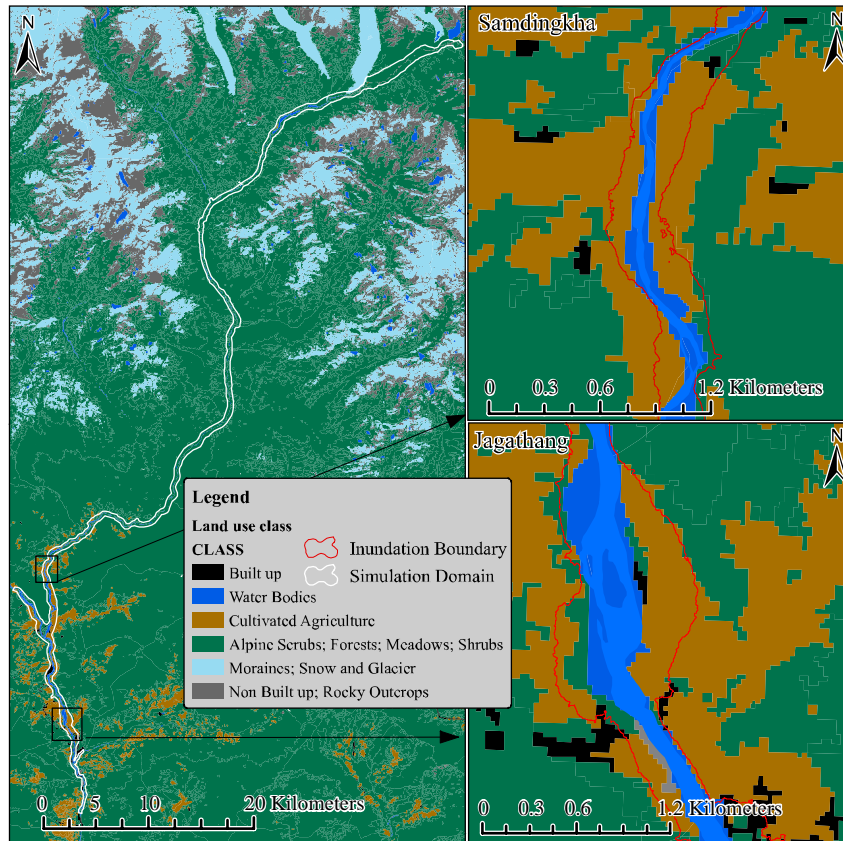 N
0 5 10 20 Kilometers
Legend
Land use class
CLASS
Built up
Water Bodies
Cultivated Agriculture
Alpine Scrubs; Forests; Meadows; Shrubs
Moraines; Snow and Glacier
Non Built up; Rocky Outcrops
Inundation Boundary
Simulation Domain
Samdingkha
N
0 0.3 0.6 1.2 Kilometers
Jagathang
N
0 0.3 0.6 1.2 Kilometers